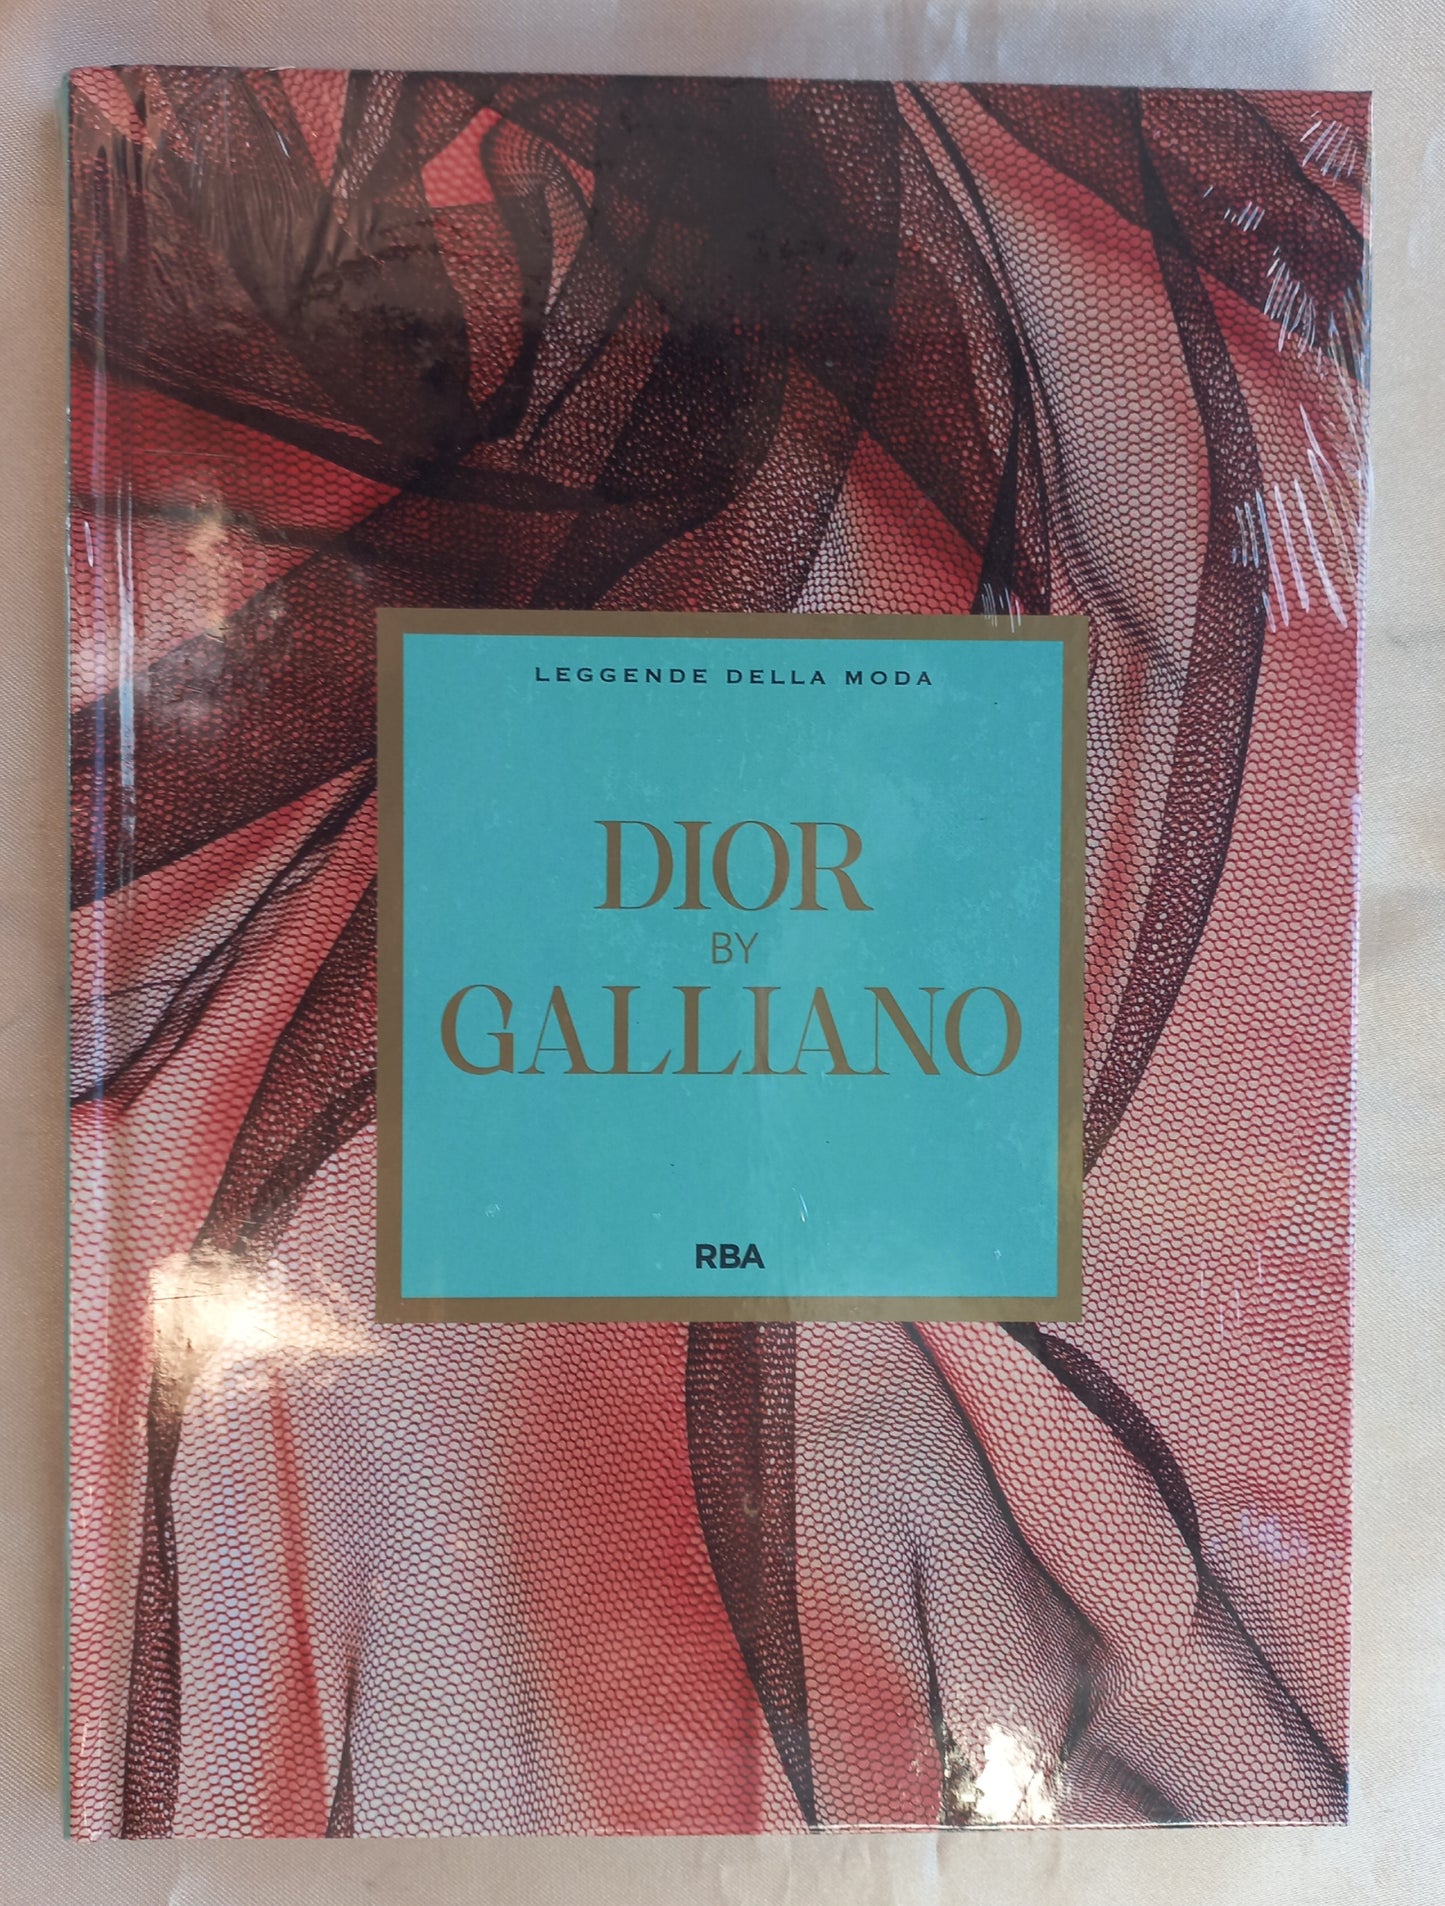 LEGGENDE DELLA MODA
DIOR
BY
GALLIANO
RBA